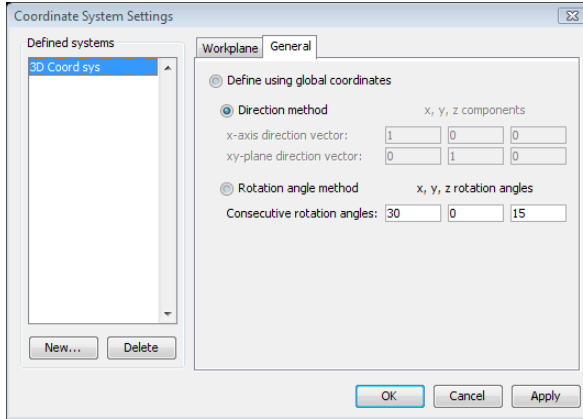 Coordinate System Settings
Defined systems
3D Coord sys
New...
Delete
Workplane
General
Define using global coordinates
Direction method
x, y, z components
x-axis direction vector:
1
0
0
xy-plane direction vector:
0
1
0
Rotation angle method
x, y, z rotation angles
Consecutive rotation angles:
30
0
15
OK
Cancel
Apply